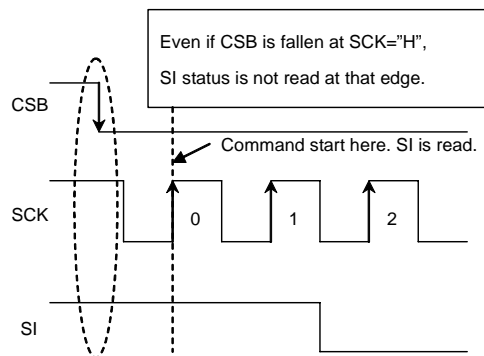 Even if CSB is fallen at SCK=”H”,
SI status is not read at that edge.
CSB
Command start here. SI is read.
SCK
0
1
2
SI